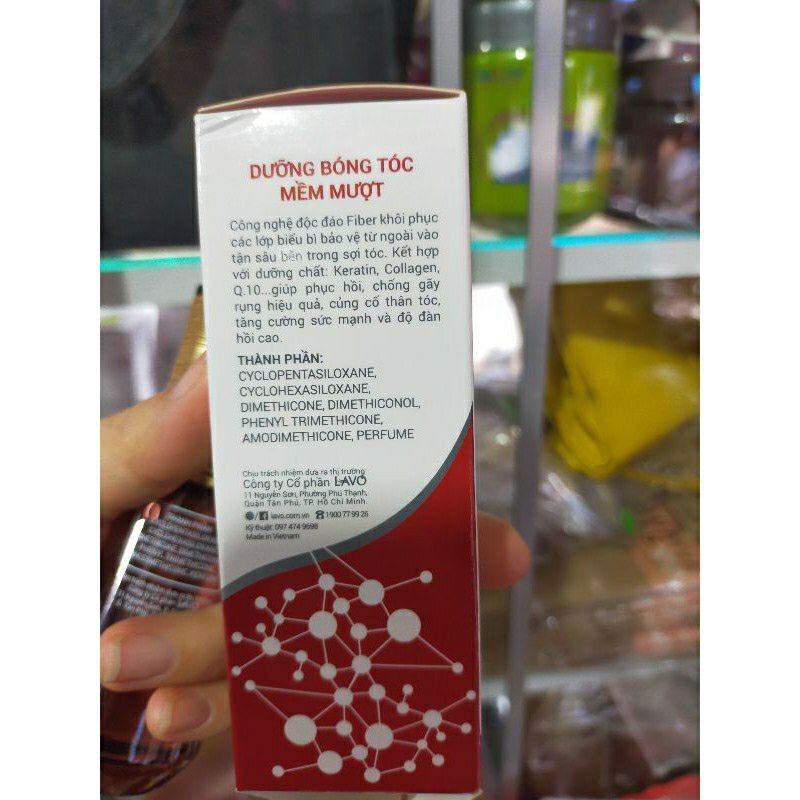 DƯỠNG BÓNG TÓC
MỀM MƯỢT
Công nghệ độc đáo Fiber khôi phục
các lớp biểu bì bảo vệ từ ngoài vào
tận sâu bên trong sợi tóc. Kết hợp
với dưỡng chất: Keratin, Collagen,
Q.10...giúp phục hồi, chống gãy
rụng hiệu quả, củng cố thân tóc,
tăng cường sức mạnh và độ đàn
hồi cao.
THÀNH PHẦN:
CYCLOPENTASILOXANE,
CYCLOHEXASILOXANE,
DIMETHICONE, DIMETHICONOL,
PHENYL TRIMETHICONE,
AMODIMETHICONE, PERFUME
Chịu trách nhiệm đưa ra thị trường
Công ty Cổ phần LAVO
11 Nguyễn Sơn, Phường Phú Thạnh,
Quận Tân Phú, TP. Hồ Chí Minh
lavo.com.vn 1900 77 99 26
Kỹ thuật: 097 474 9698
Made in Vietnam